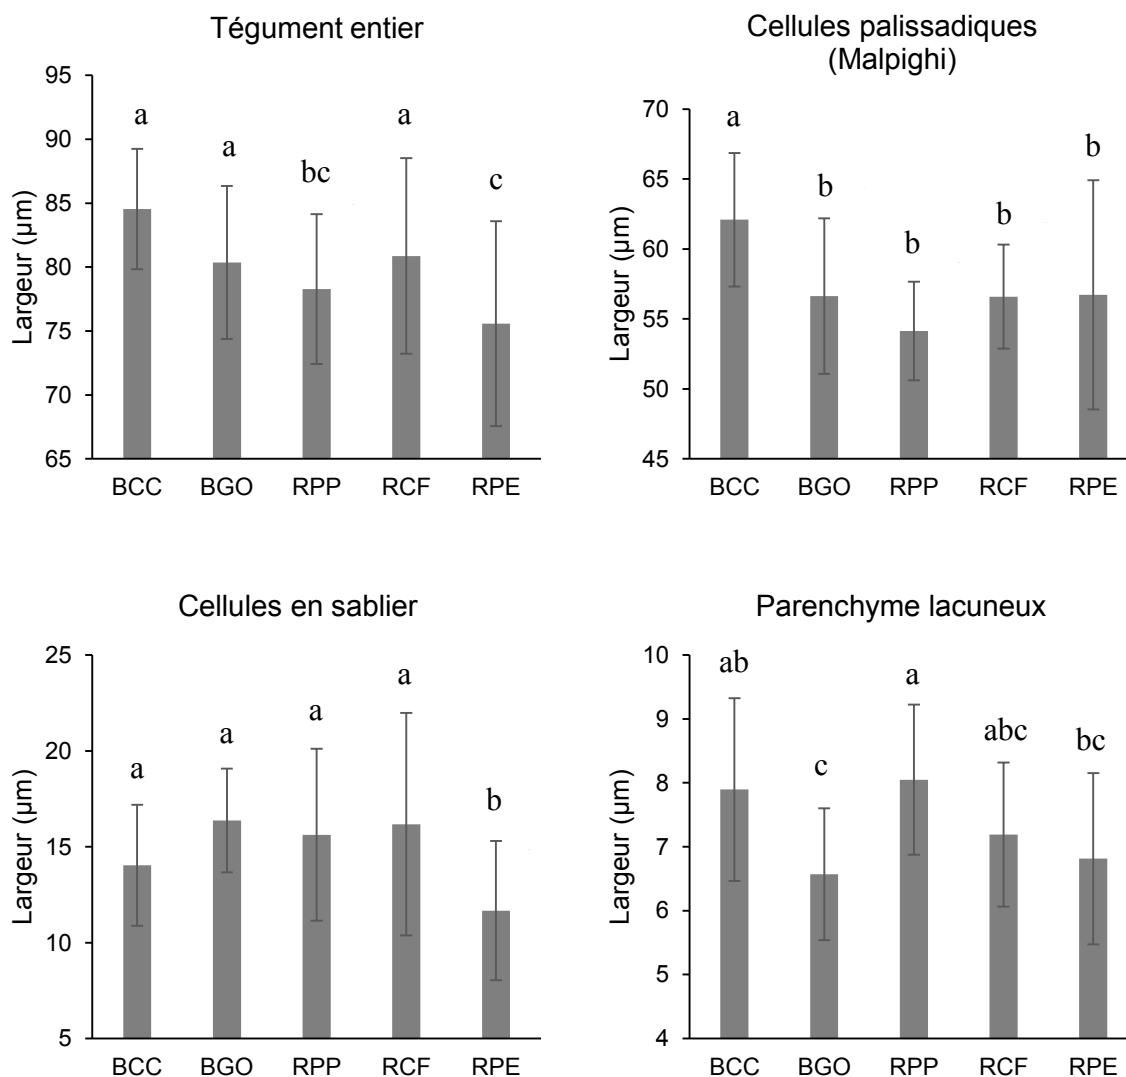 Tégument entier
Largeur (µm)
95
90
85
80
75
70
65
a
a
bc
a
c
BCC BGO RPP RCF RPE
Cellules palissadiques
(Malpighi)
Largeur (µm)
70
65
60
55
50
45
a
b
b
b
b
BCC BGO RPP RCF RPE
Cellules en sablier
Largeur (µm)
25
20
15
10
5
a
a
a
a
b
BCC BGO RPP RCF RPE
Parenchyme lacuneux
Largeur (µm)
10
9
8
7
6
5
4
ab
c
a
abc
bc
BCC BGO RPP RCF RPE